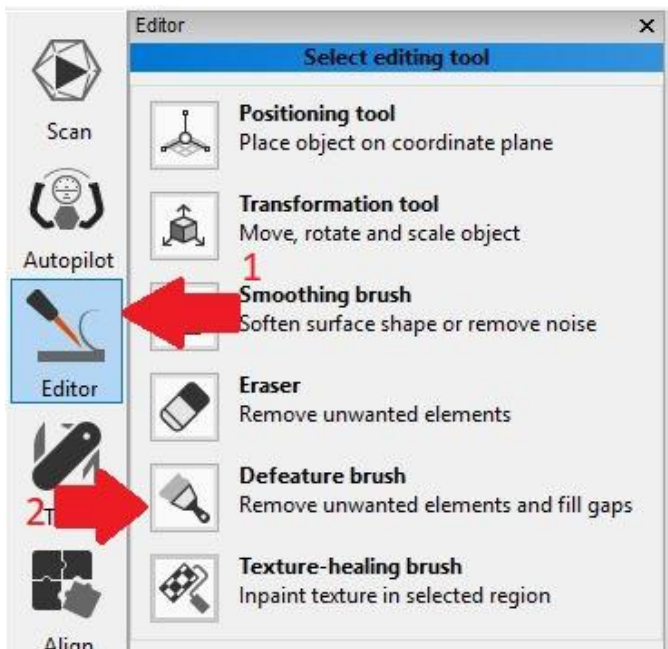 Editor
X
Select editing tool
Scan
Positioning tool
Place object on coordinate plane
Autopilot
Transformation tool
Move, rotate and scale object
1
Editor
Smoothing brush
Soften surface shape or remove noise
Eraser
Remove unwanted elements
2
Defeature brush
Remove unwanted elements and fill gaps
Align
Texture-healing brush
Inpaint texture in selected region